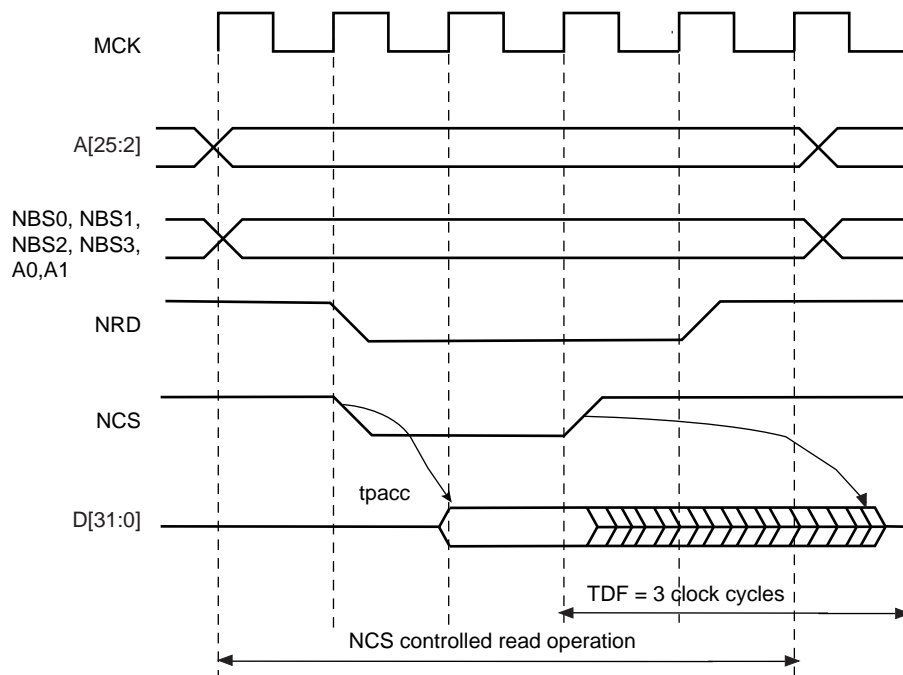 MCK
A[25:2]
NBS0, NBS1,
NBS2, NBS3,
A0,A1
NRD
NCS
tpacc
D[31:0]
TDF = 3 clock cycles
NCS controlled read operation